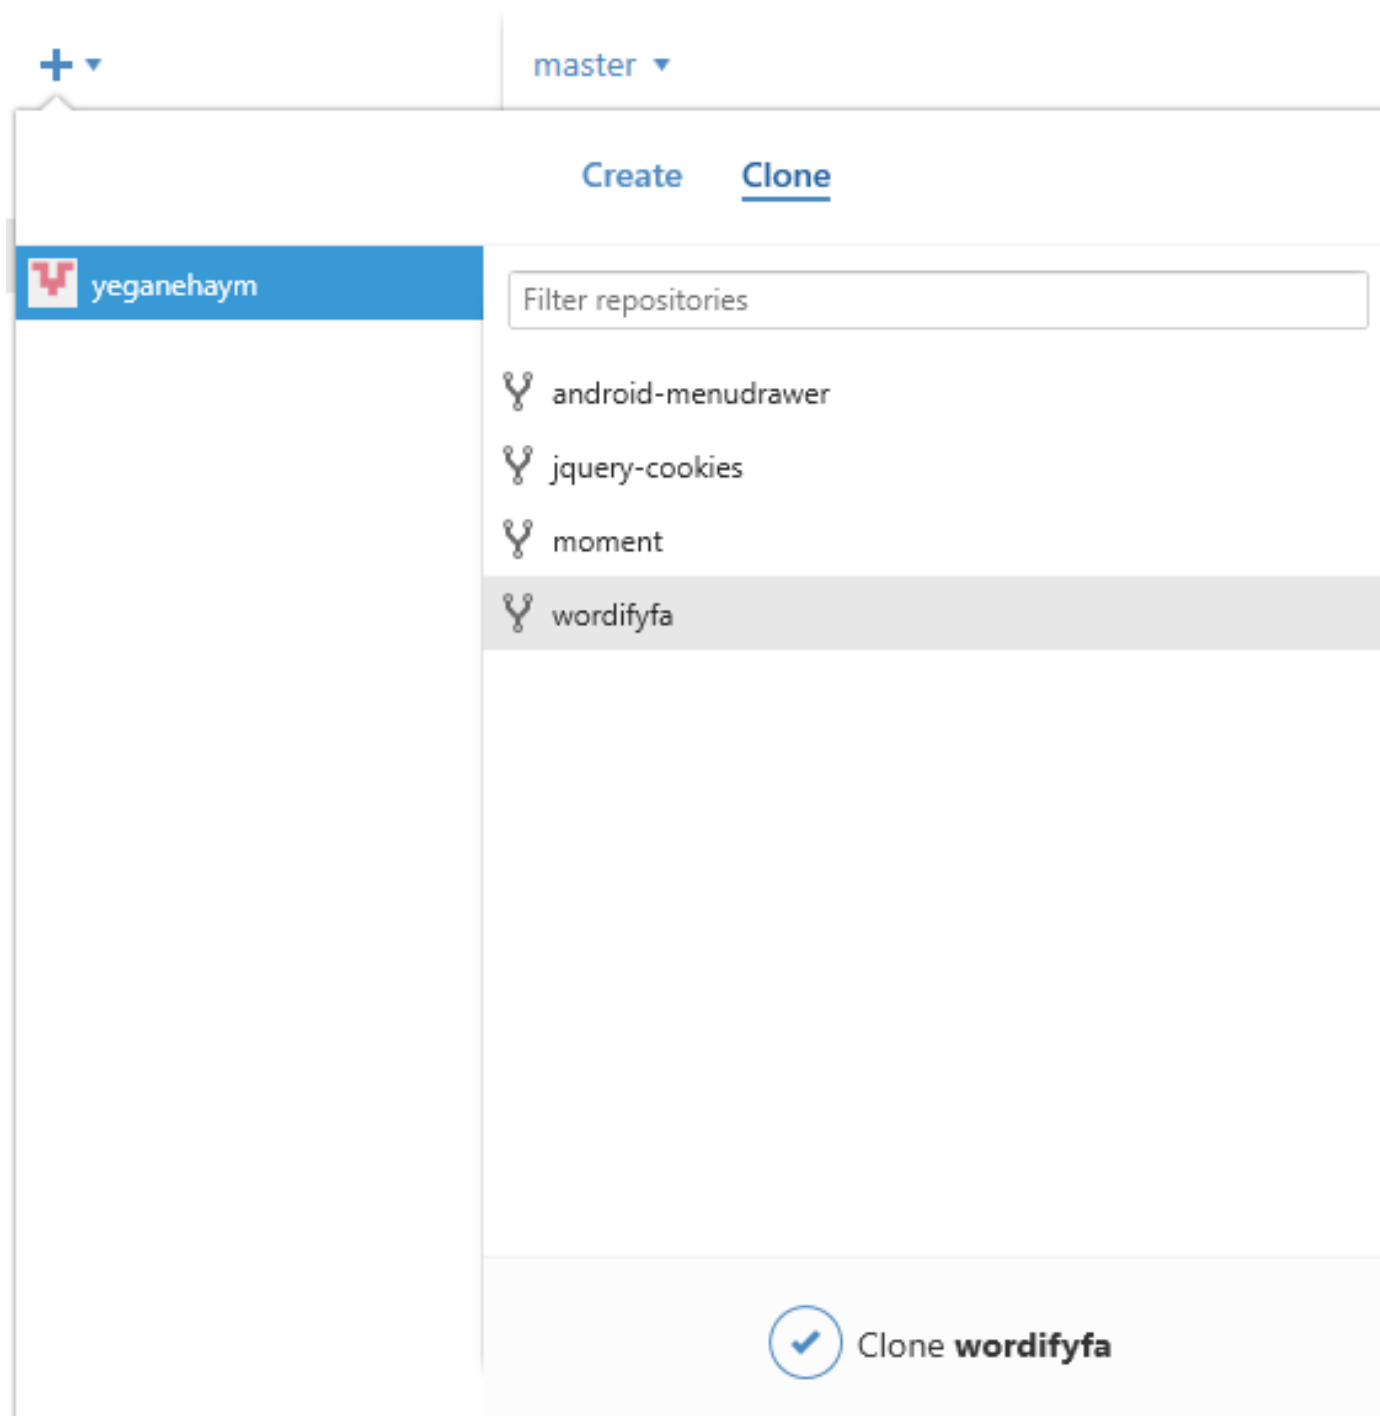 master
Create Clone
yeganehaym
Filter repositories
android-menudrawer
jquery-cookies
moment
wordifyfa
Clone wordifyfa